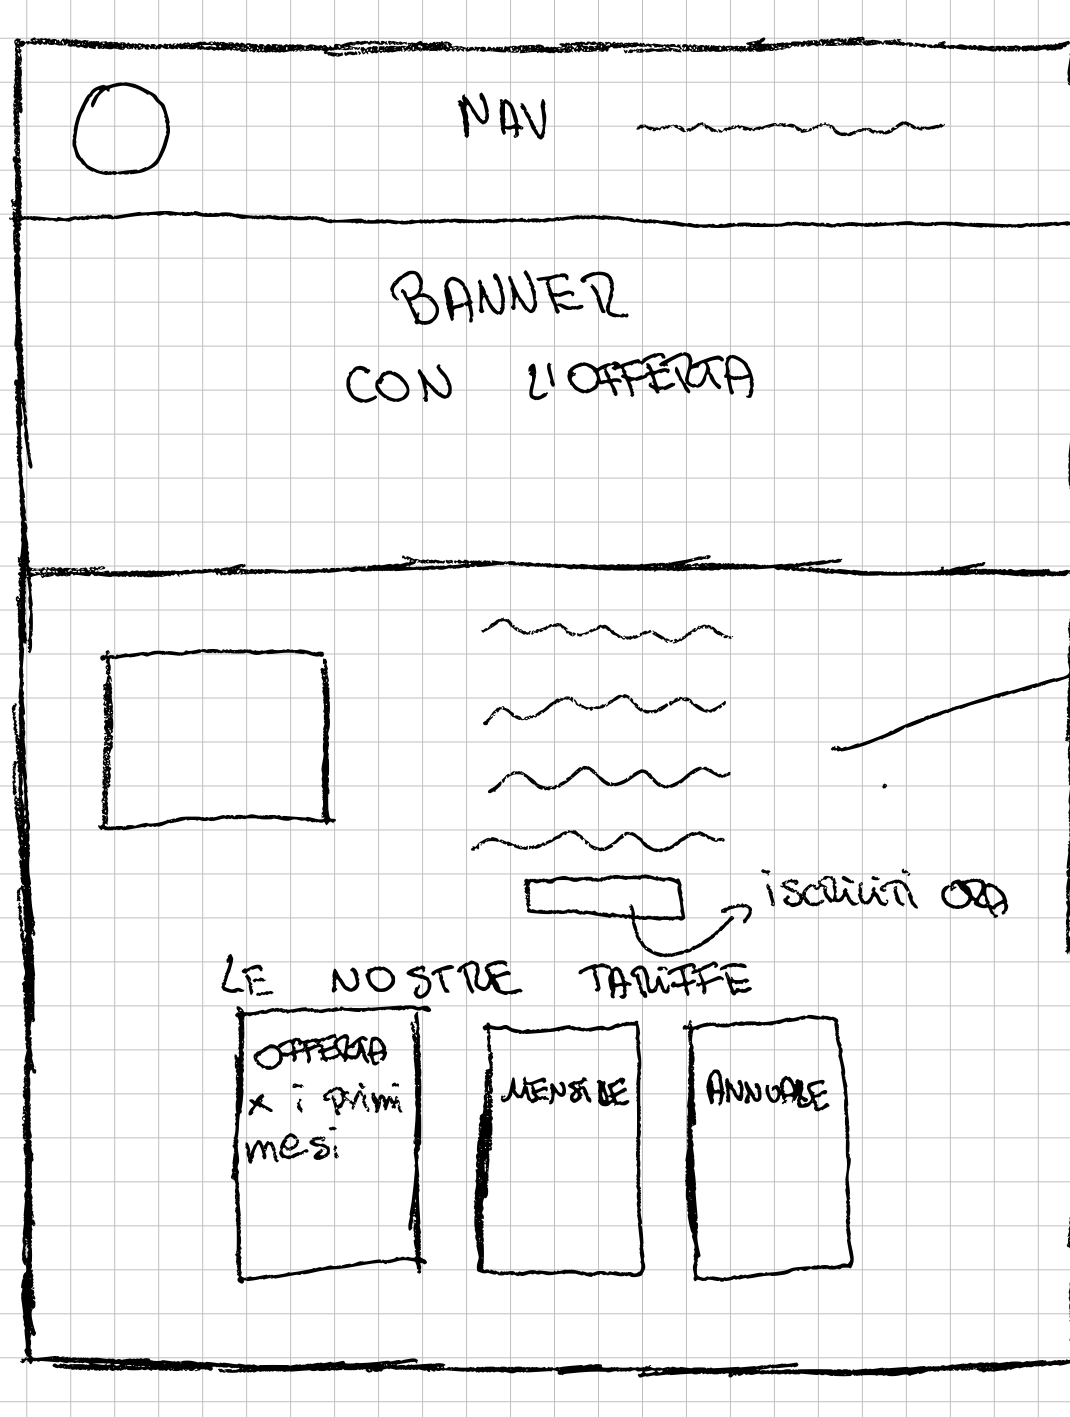 NAV
BANNER
CON L'OFFERTA
iscriviti ORA
LE NOSTRE TARIFFE
OFFERTA
x i primi
mesi
MENSILE
ANNUALE